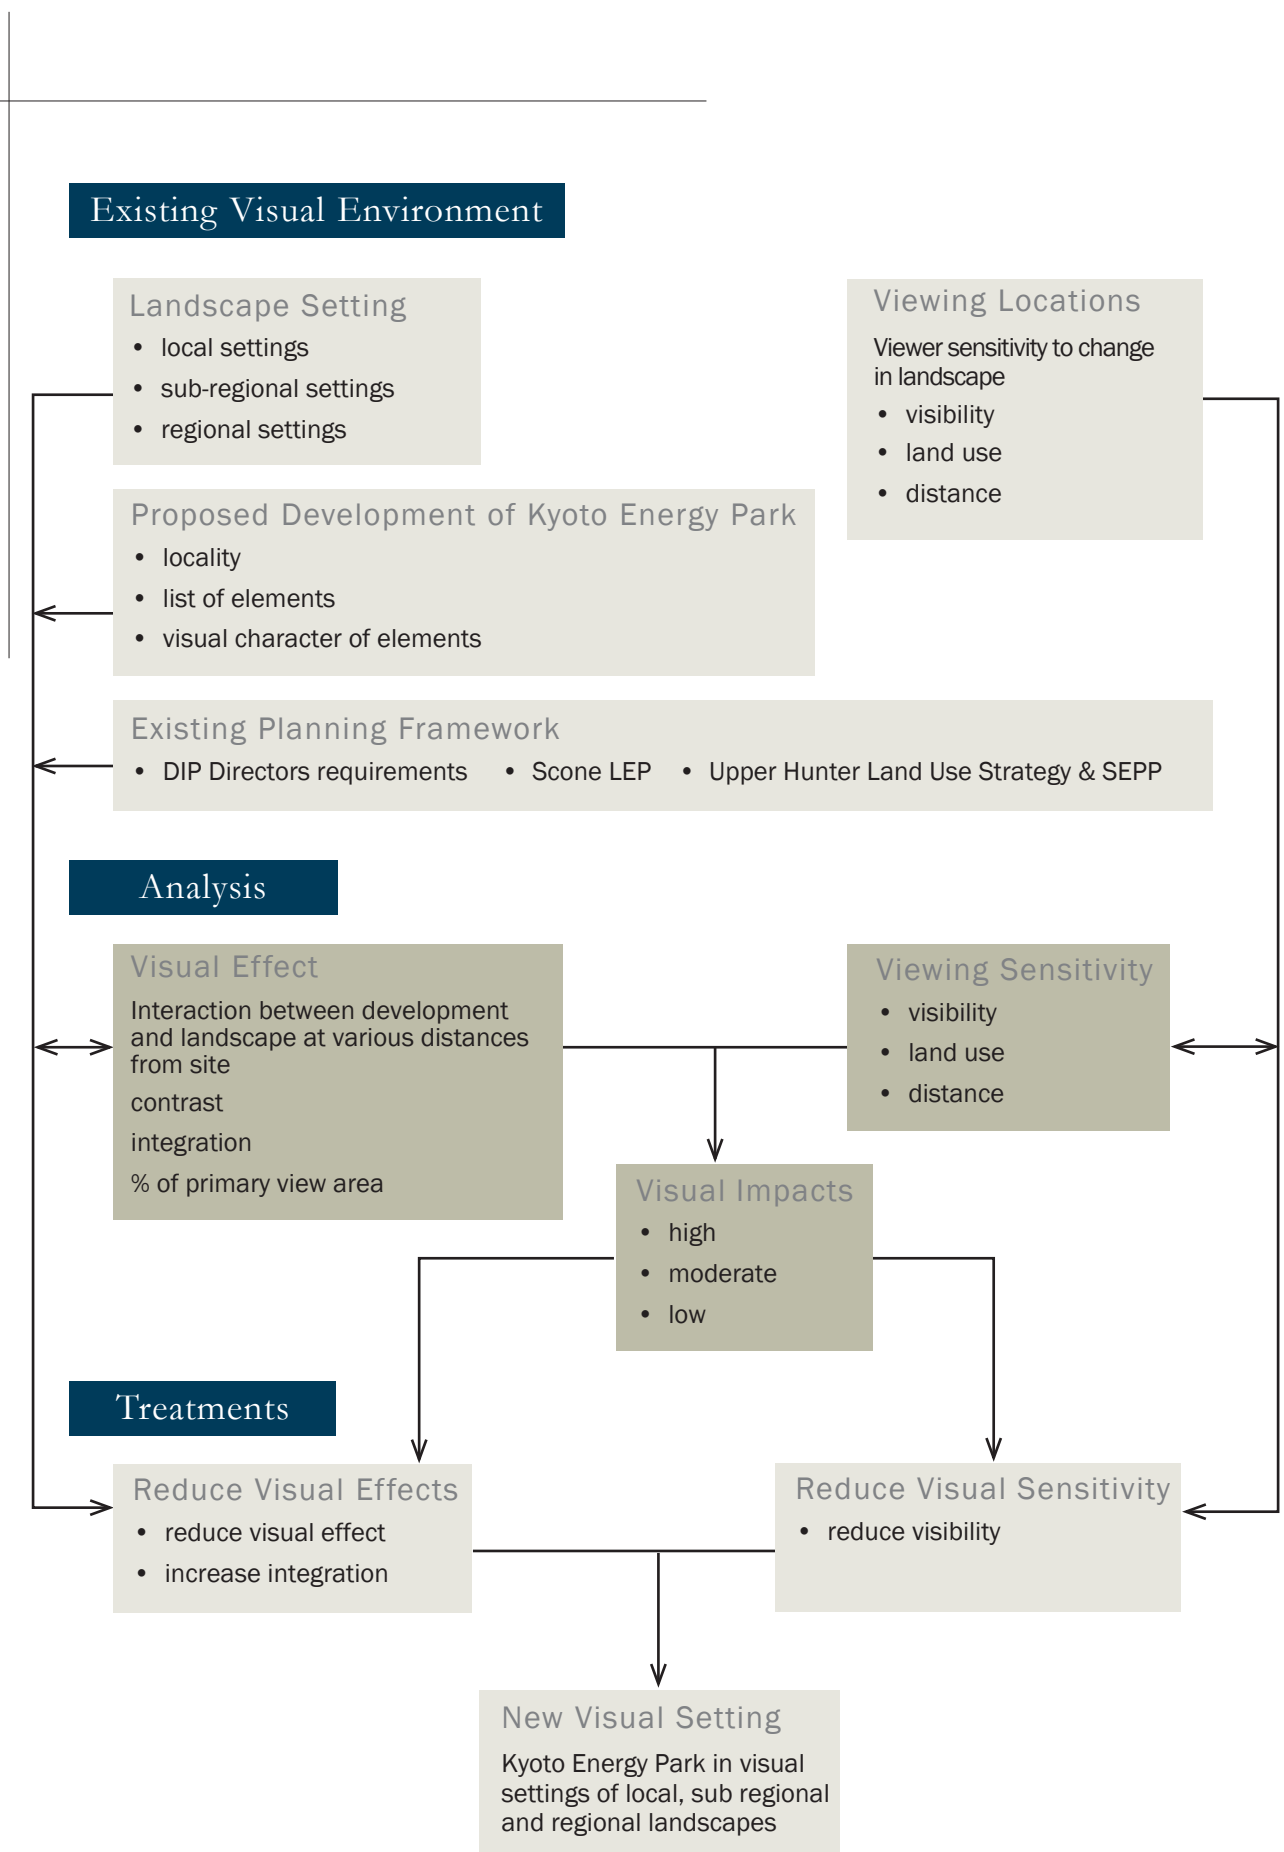 Existing Visual Environment
Landscape Setting
• local settings
• sub-regional settings
• regional settings
Viewing Locations
Viewer sensitivity to change
in landscape
• visibility
• land use
• distance
Proposed Development of Kyoto Energy Park
• locality
• list of elements
• visual character of elements
Existing Planning Framework
• DIP Directors requirements • Scone LEP • Upper Hunter Land Use Strategy & SEPP
Analysis
Visual Effect
Interaction between development
and landscape at various distances
from site
contrast
integration
% of primary view area
Viewing Sensitivity
• visibility
• land use
• distance
Visual Impacts
• high
• moderate
• low
Treatments
Reduce Visual Effects
• reduce visual effect
• increase integration
Reduce Visual Sensitivity
• reduce visibility
New Visual Setting
Kyoto Energy Park in visual
settings of local, sub regional
and regional landscapes